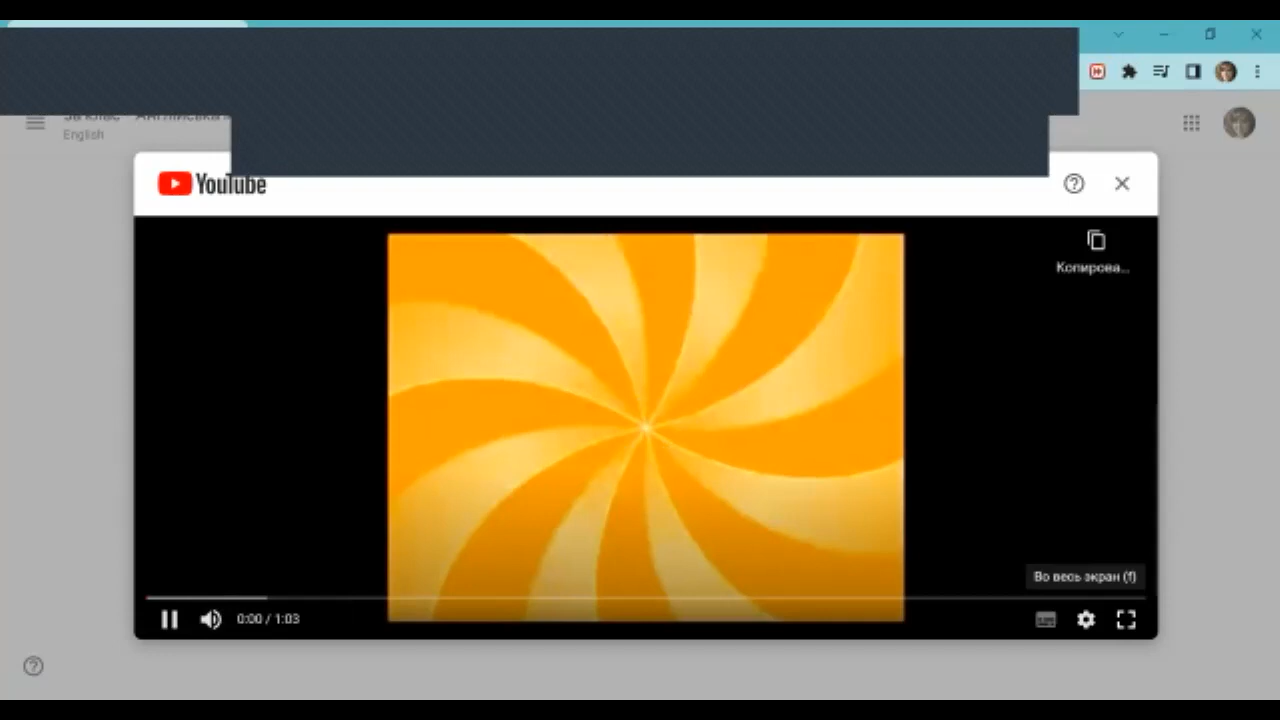 English
YouTube
Копирова...
Во весь экран (f)
0:00 / 1:03